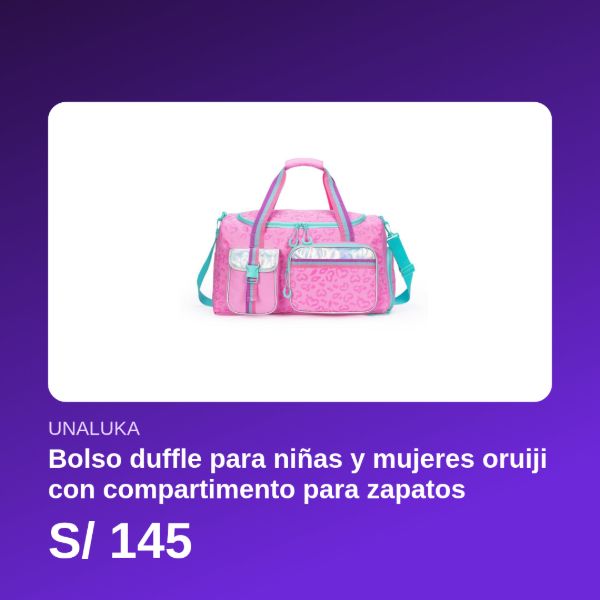 UNALUKA
Bolso duffle para niñas y mujeres oruiji
con compartimento para zapatos
S/ 145